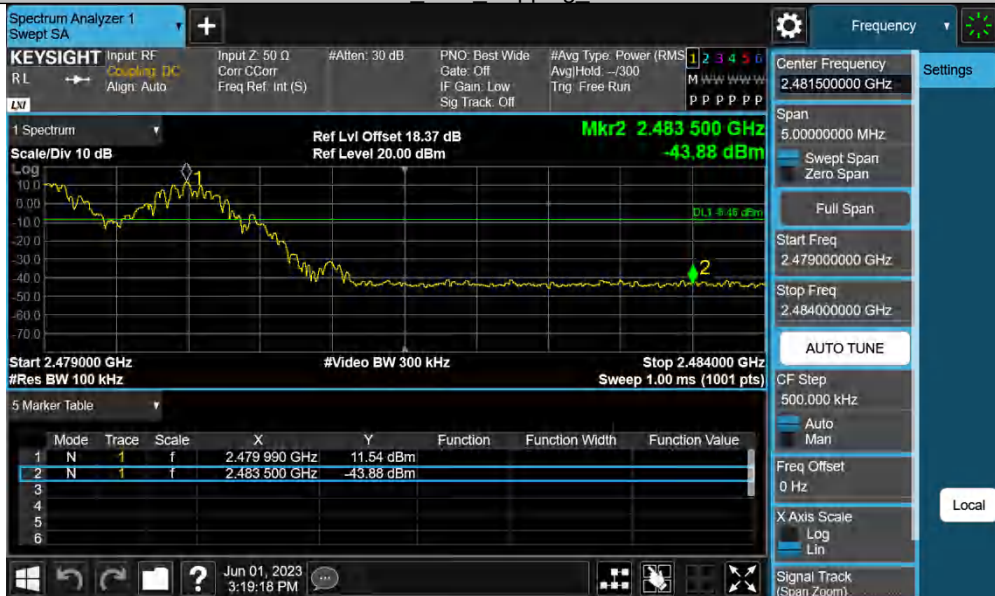 Spectrum Analyzer 1
Swept SA
+
Frequency
KEYSIGHT
RL
LXI
Input: RF
Coupling: DC
Align: Auto
Input Z: 50 Ω
Corr CCorr
Freq Ref: Int (S)
#Atten: 30 dB
PNO: Best Wide
Gate: Off
IF Gain: Low
Sig Track: Off
#Avg Type: Power (RMS
Avg|Hold: --/300
Trig: Free Run
1 2 3 4 5 6
M W W W W W
P P P P P P
1 Spectrum
Scale/Div 10 dB
Ref Lvl Offset 18.37 dB
Ref Level 20.00 dBm
Mkr2 2.483 500 GHz
-43.88 dBm
Log
10.0
0.00
-10.0
-20.0
-30.0
-40.0
-50.0
-60.0
-70.0
1
2
DL1 -8.46 dBm
Start 2.479000 GHz
#Res BW 100 kHz
#Video BW 300 kHz
Stop 2.484000 GHz
Sweep 1.00 ms (1001 pts)
5 Marker Table
Mode Trace Scale X Y Function Function Width Function Value
1 N 1 f 2.479 990 GHz 11.54 dBm
2 N 1 f 2.483 500 GHz -43.88 dBm
3
4
5
6
Center Frequency
2.481500000 GHz
Span
5.00000000 MHz
Swept Span
Zero Span
Full Span
Start Freq
2.479000000 GHz
Stop Freq
2.484000000 GHz
AUTO TUNE
CF Step
500.000 kHz
Auto
Man
Freq Offset
0 Hz
X Axis Scale
Log
Lin
Signal Track
(Span Zoom)
Settings
Local
?
Jun 01, 2023
3:19:18 PM